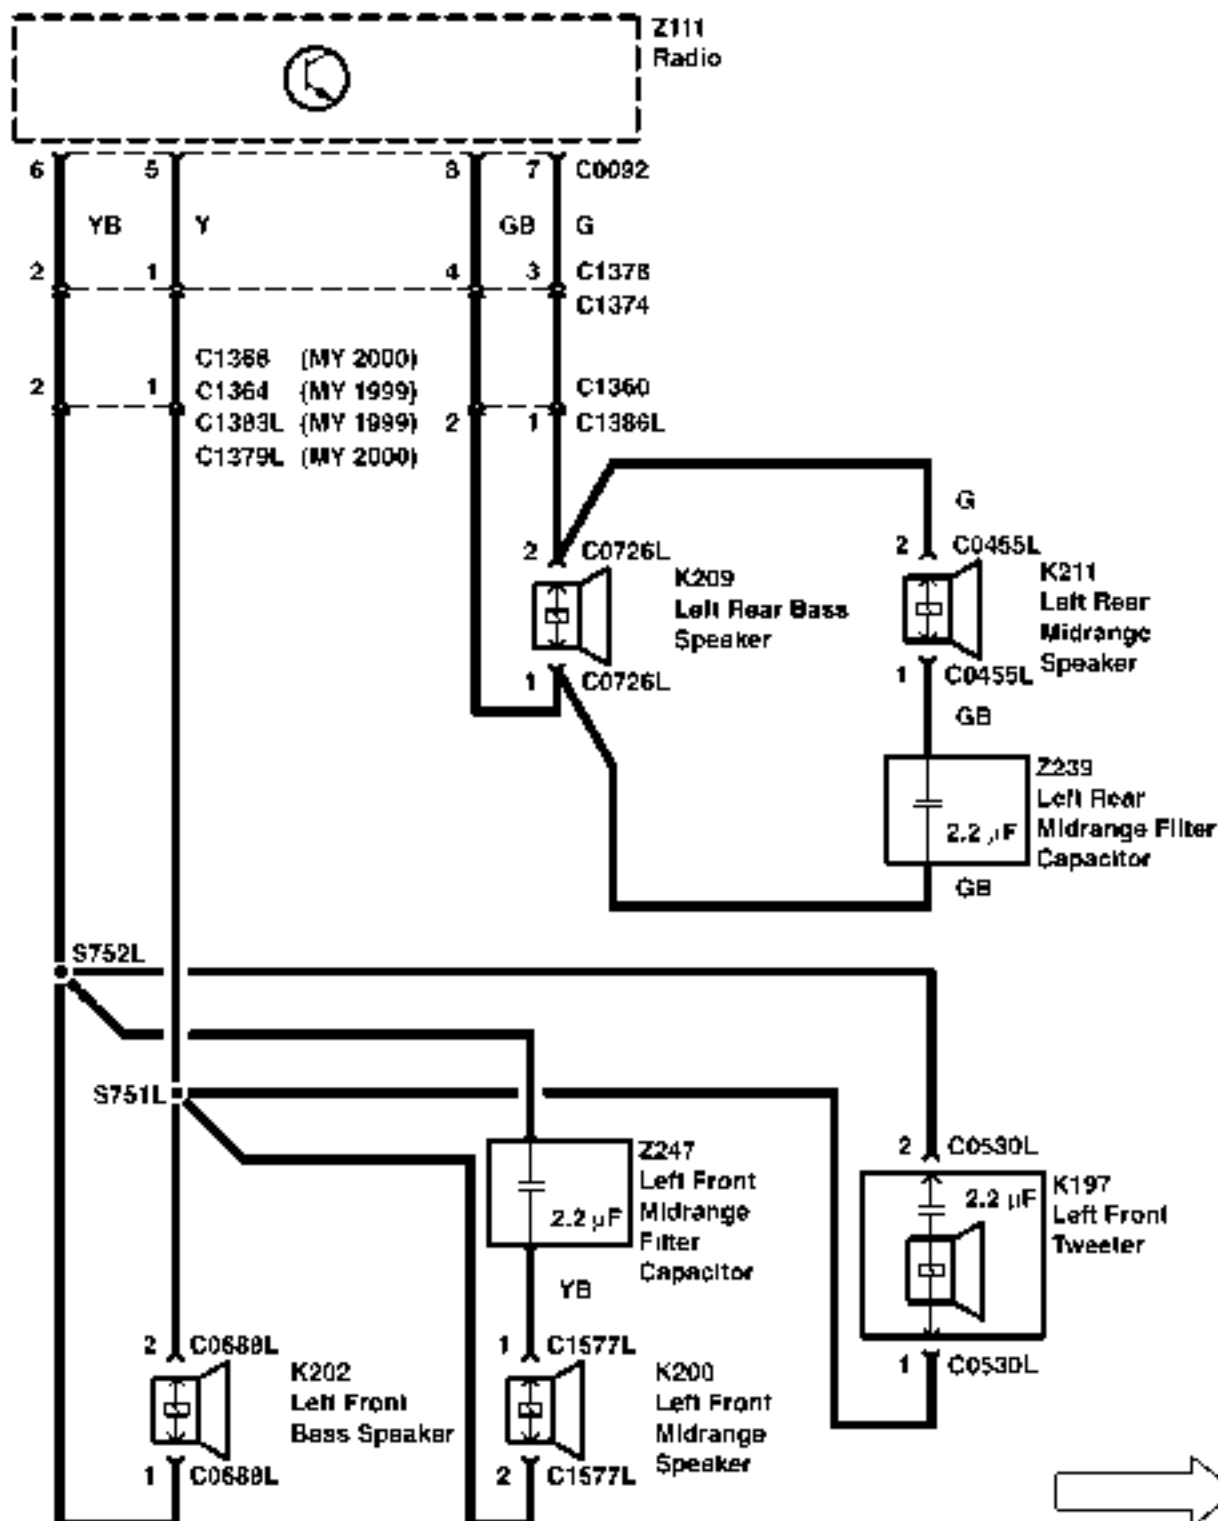 Z111
Radio
6 5 8 7 C0092
YB Y GB G
2 1 4 3 C1378
C1374
C1368 (MY 2000)
2 1 C1364 (MY 1999) C1360
C1383L (MY 1999) 2 1 C1386L
C1379L (MY 2000)
G
2 C0726L 2 C0455L
K209
Left Rear Bass
Speaker
K211
Left Rear
Midrange
Speaker
1 C0726L 1 C0455L
GB
Z239
Left Rear
Midrange Filter
Capacitor
2.2 µF
GB
S752L
S751L
Z247
Left Front
Midrange
Filter
Capacitor
2.2 µF
2 C0530L
2.2 µF
K197
Left Front
Tweeter
YB
2 C0688L 1 C1577L 1 C0530L
K202
Left Front
Bass Speaker
K200
Left Front
Midrange
Speaker
1 C0688L 2 C1577L